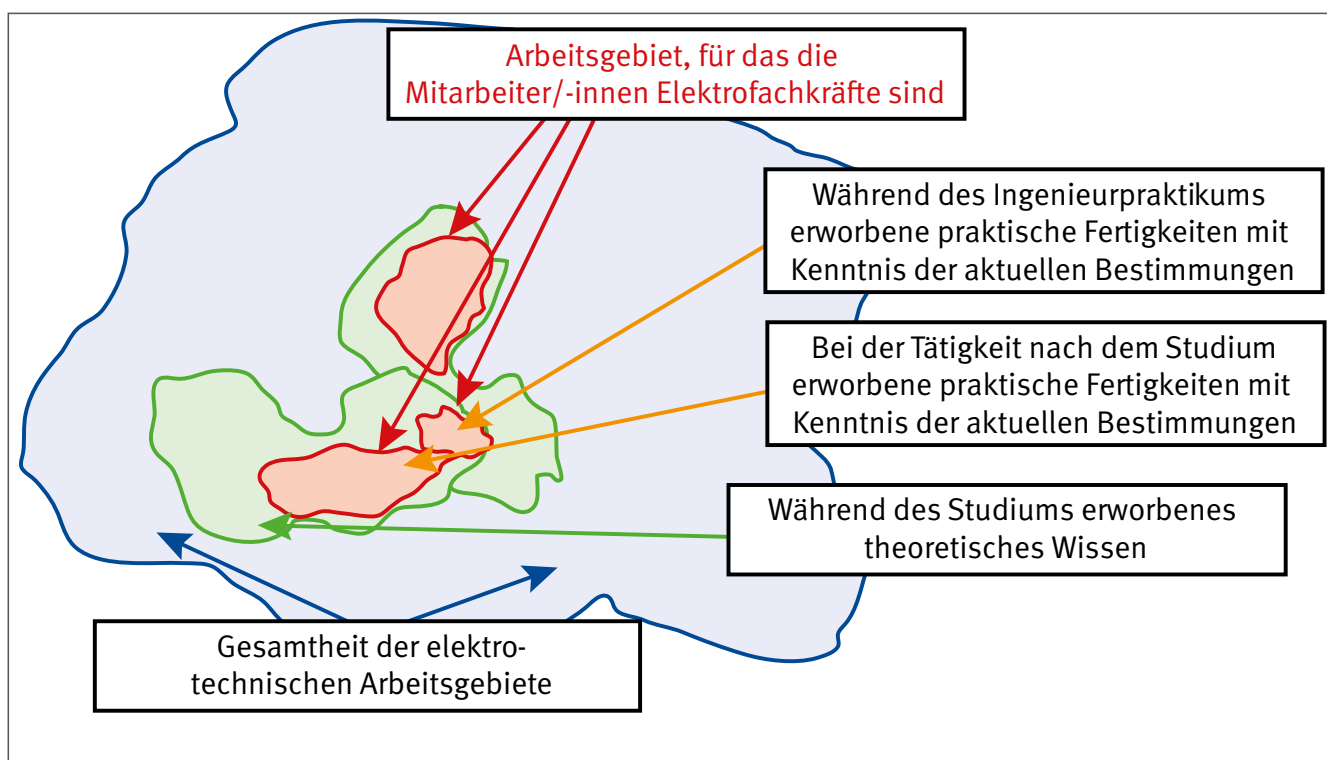 Arbeitsgebiet, für das die
Mitarbeiter/-innen Elektrofachkräfte sind
Während des Ingenieurpraktikums
erworbene praktische Fertigkeiten mit
Kenntnis der aktuellen Bestimmungen
Bei der Tätigkeit nach dem Studium
erworbene praktische Fertigkeiten mit
Kenntnis der aktuellen Bestimmungen
Während des Studiums erworbenes
theoretisches Wissen
Gesamtheit der elektro-
technischen Arbeitsgebiete